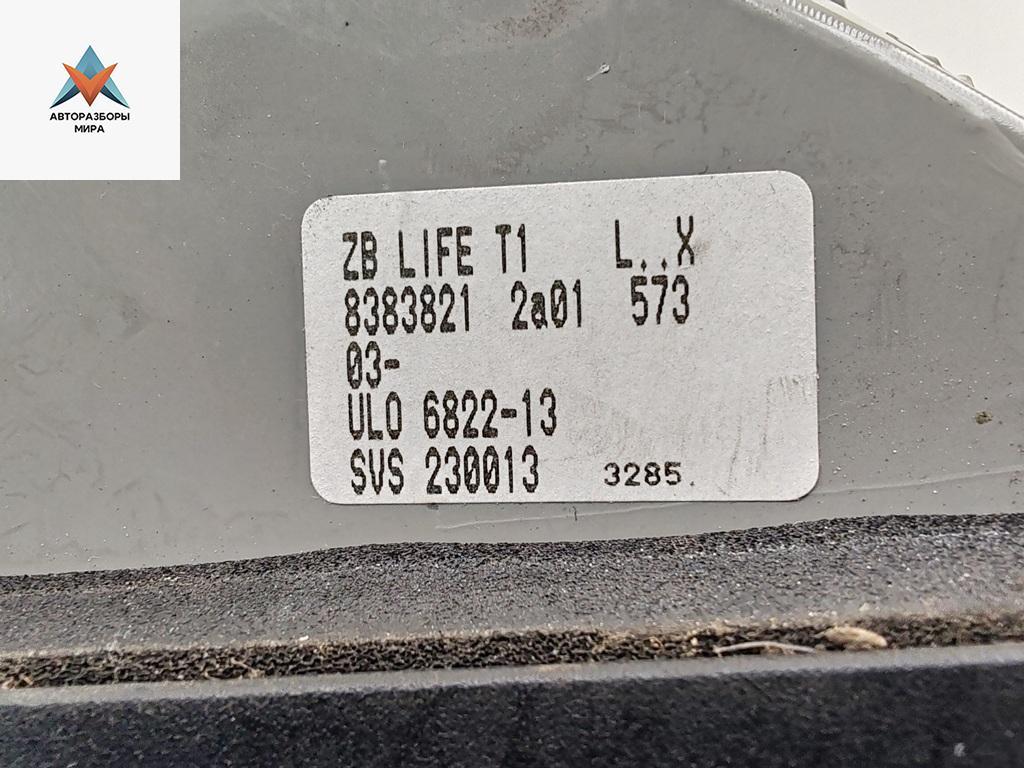 АВТОРАЗБОРЫ
МИРА
ZB LIFE T1 L..X
8383821 2a01 573
03-
ULO 6822-13
SVS 230013 3285.